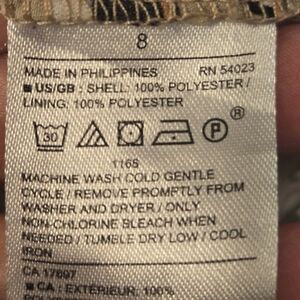 8
MADE IN PHILIPPINES RN 54023
■ US/GB : SHELL: 100% POLYESTER /
LINING: 100% POLYESTER
30 P
116S
MACHINE WASH COLD GENTLE
CYCLE / REMOVE PROMPTLY FROM
WASHER AND DRYER / ONLY
NON-CHLORINE BLEACH WHEN
NEEDED / TUMBLE DRY LOW / COOL
IRON
CA 17897
■ CA : EXTERIEUR: 100%